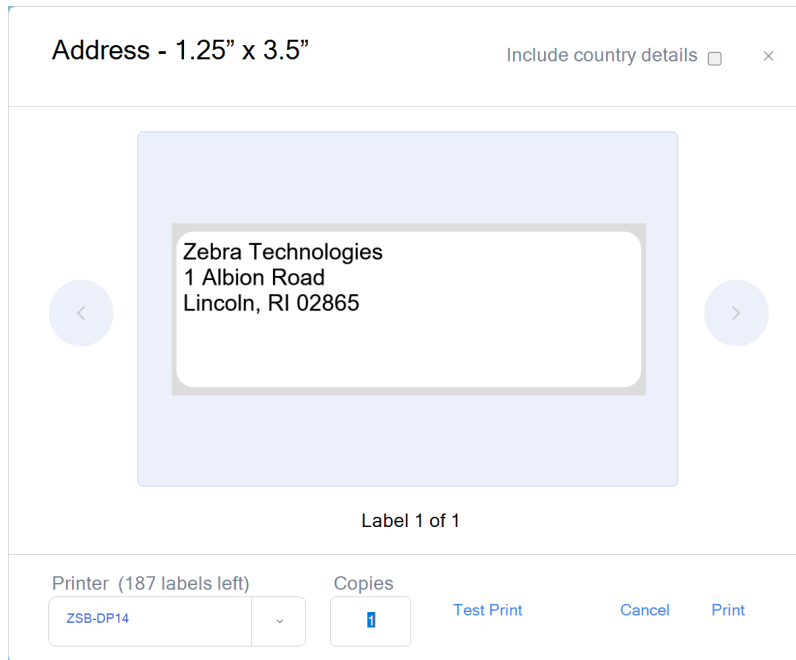 Address - 1.25” x 3.5”
Include country details
Zebra Technologies
1 Albion Road
Lincoln, RI 02865
Label 1 of 1
Printer (187 labels left)
Copies
ZSB-DP14
1
Test Print
Cancel
Print